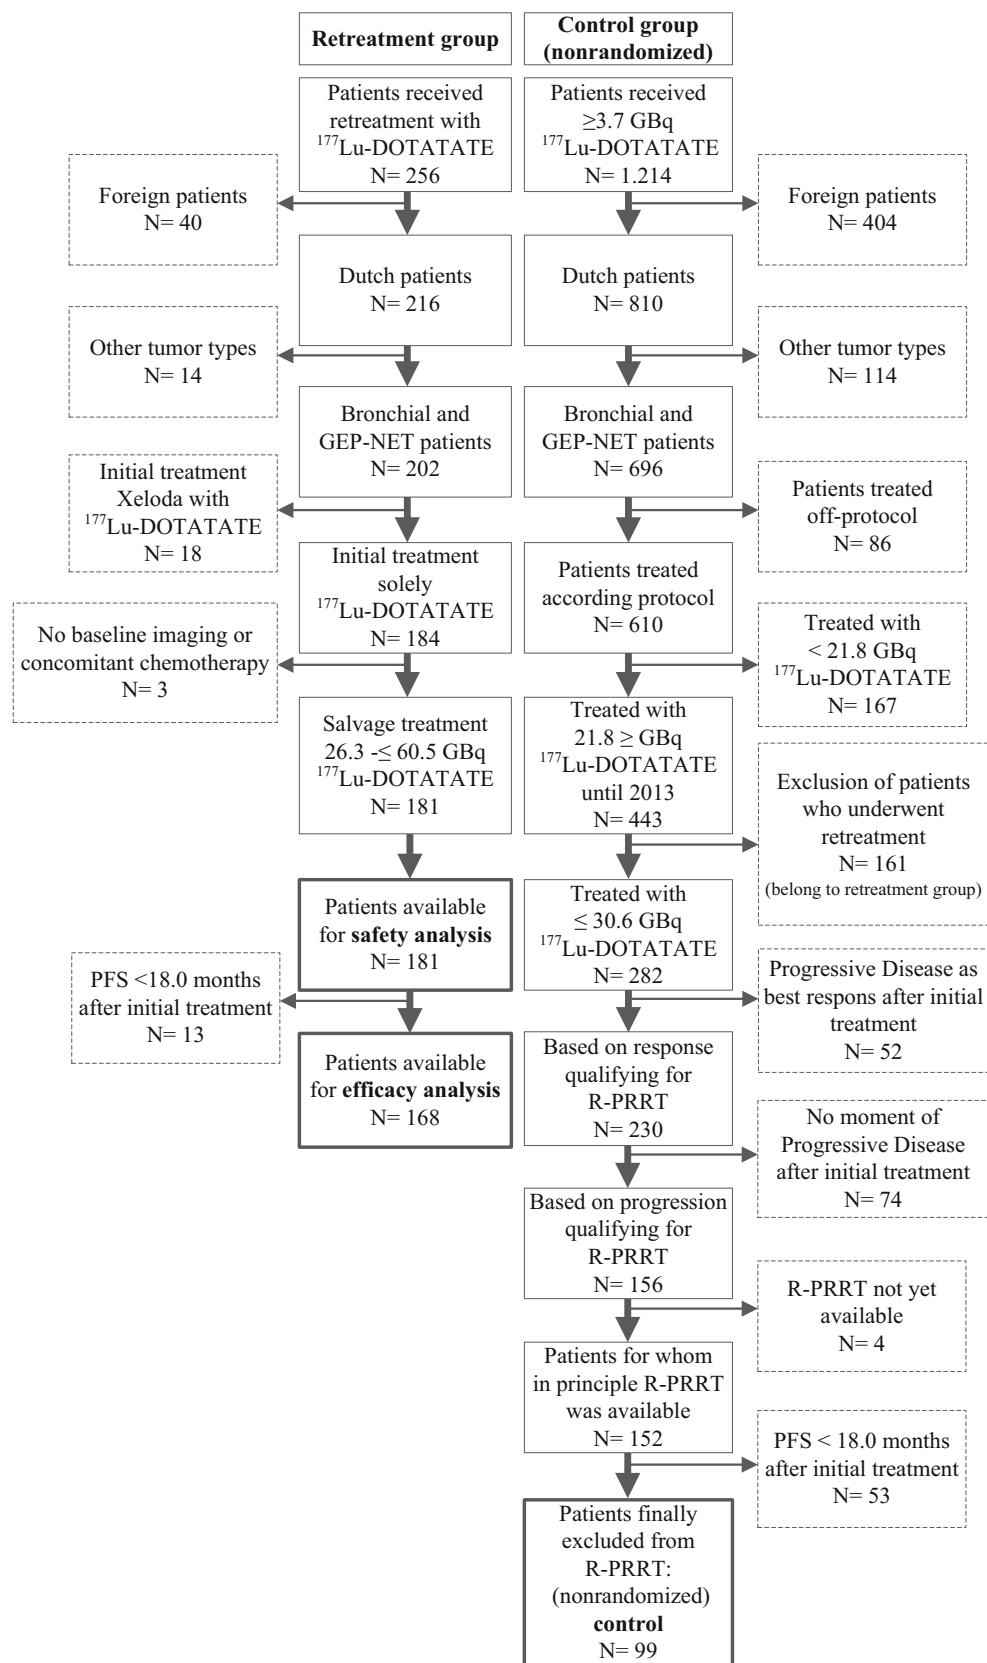 Retreatment group
Control group
(nonrandomized)
Patients received
retreatment with
¹⁷⁷Lu-DOTATATE
N= 256
Patients received
≥3.7 GBq
¹⁷⁷Lu-DOTATATE
N= 1.214
Foreign patients
N= 40
Foreign patients
N= 404
Dutch patients
N= 216
Dutch patients
N= 810
Other tumor types
N= 14
Other tumor types
N= 114
Bronchial and
GEP-NET patients
N= 202
Bronchial and
GEP-NET patients
N= 696
Initial treatment
Xeloda with
¹⁷⁷Lu-DOTATATE
N= 18
Patients treated
off-protocol
N= 86
Initial treatment
solely
¹⁷⁷Lu-DOTATATE
N= 184
Patients treated
according protocol
N= 610
No baseline imaging or
concomitant chemotherapy
N= 3
Treated with
< 21.8 GBq
¹⁷⁷Lu-DOTATATE
N= 167
Salvage treatment
26.3 -≤ 60.5 GBq
¹⁷⁷Lu-DOTATATE
N= 181
Treated with
21.8 ≥ GBq
¹⁷⁷Lu-DOTATATE
until 2013
N= 443
Exclusion of patients
who underwent
retreatment
N= 161
(belong to retreatment group)
Patients available
for safety analysis
N= 181
Treated with
≤ 30.6 GBq
¹⁷⁷Lu-DOTATATE
N= 282
PFS <18.0 months
after initial treatment
N= 13
Progressive Disease as
best respons after initial
treatment
N= 52
Patients available
for efficacy analysis
N= 168
Based on response
qualifying for
R-PRRT
N= 230
No moment of
Progressive Disease
after initial treatment
N= 74
Based on progression
qualifying for
R-PRRT
N= 156
R-PRRT not yet
available
N= 4
Patients for whom
in principle R-PRRT
was available
N= 152
PFS < 18.0 months
after initial treatment
N= 53
Patients finally
excluded from
R-PRRT:
(nonrandomized)
control
N= 99